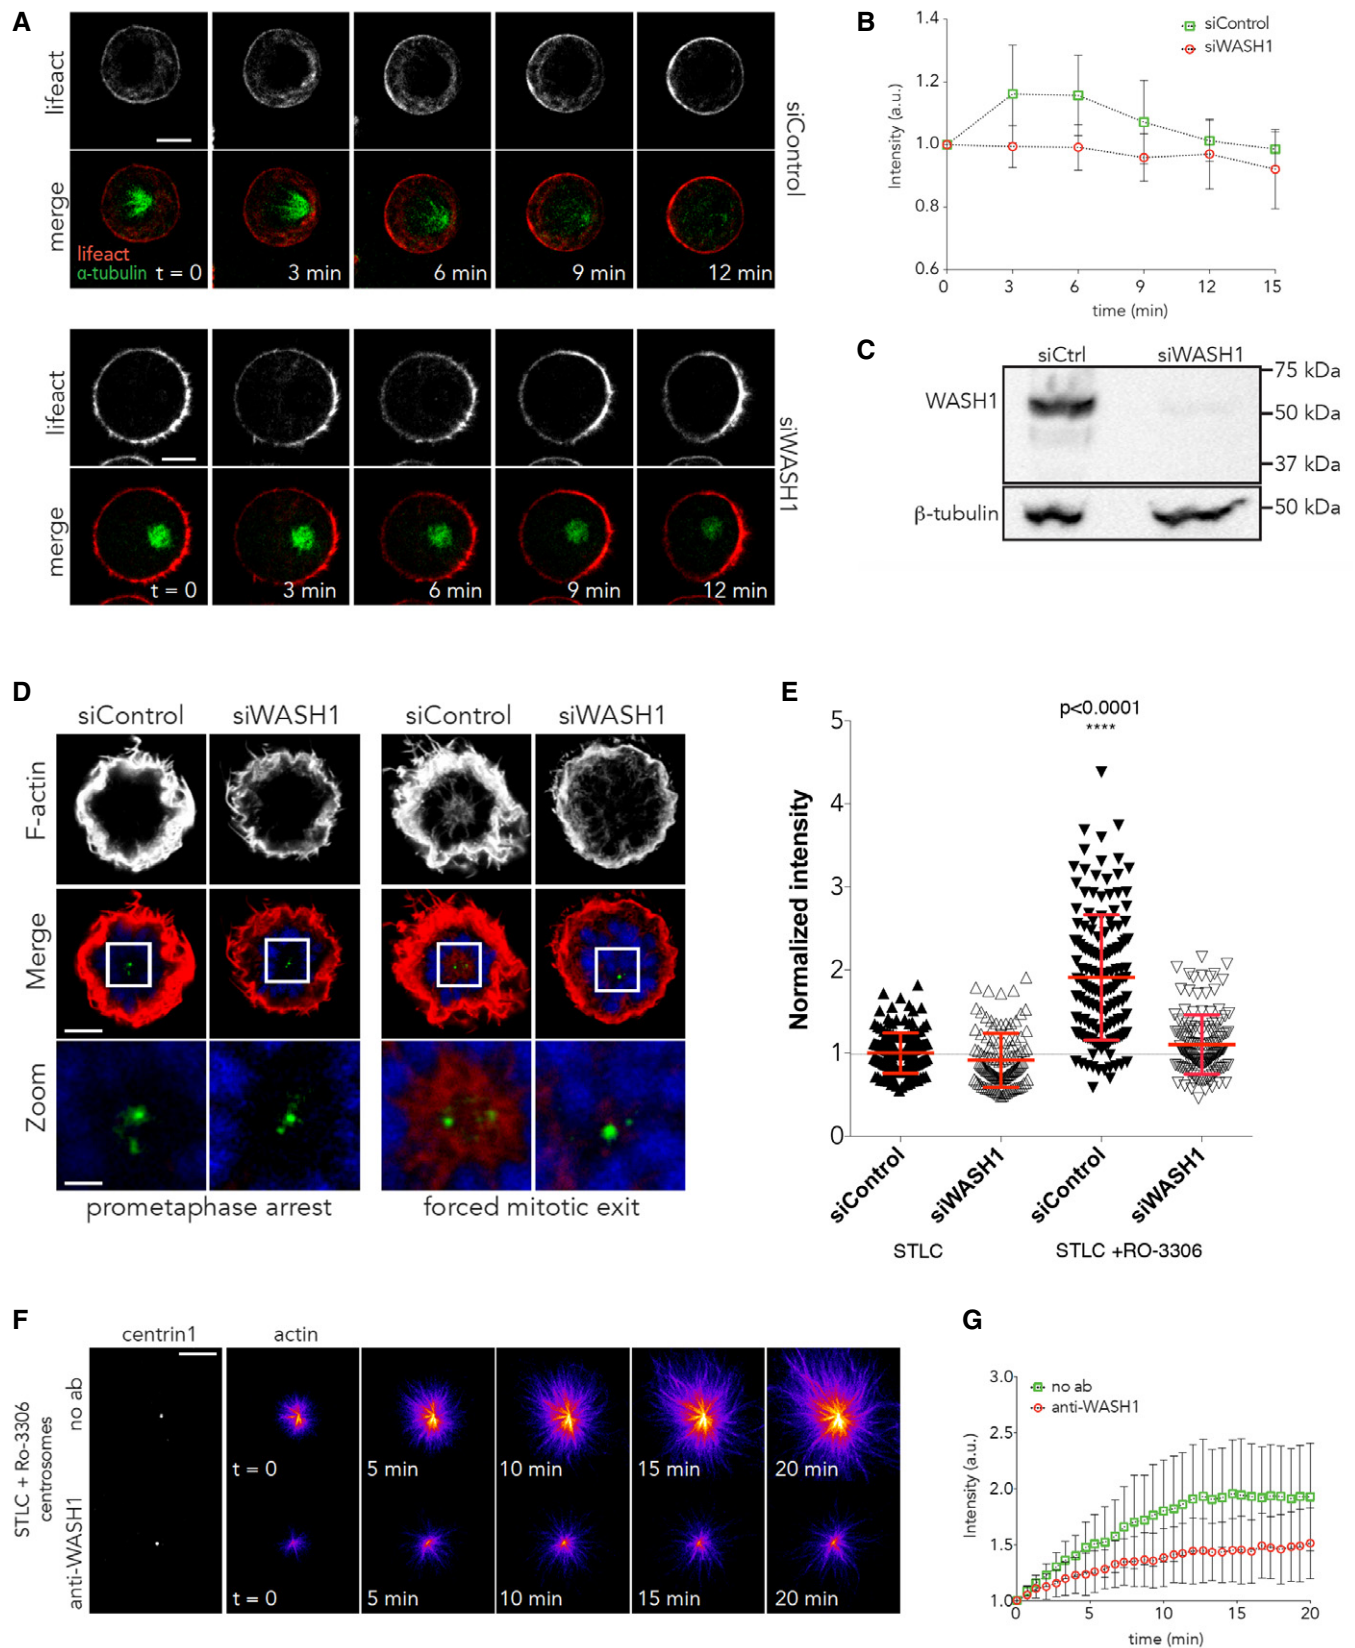 A
lifeact
merge
siControl
lifeact
α-tubulin
t = 0
3 min
6 min
9 min
12 min
lifeact
merge
siWASH1
t = 0
3 min
6 min
9 min
12 min
B
siControl
siWASH1
Intensity (a.u.)
1.4
1.2
1.0
0.8
0.6
0 3 6 9 12 15
time (min)
C
siCtrl siWASH1
WASH1
β-tubulin
75 kDa
50 kDa
37 kDa
50 kDa
D
siControl siWASH1 siControl siWASH1
F-actin
Merge
Zoom
prometaphase arrest forced mitotic exit
E
p<0.0001
****
Normalized intensity
5
4
3
2
1
0
siControl siWASH1 siControl siWASH1
STLC STLC +RO-3306
F
centrin1 actin
STLC + Ro-3306
centrosomes
no ab
t = 0 5 min 10 min 15 min 20 min
anti-WASH1
t = 0 5 min 10 min 15 min 20 min
G
no ab
anti-WASH1
Intensity (a.u.)
3.0
2.5
2.0
1.5
1.0
0 5 10 15 20
time (min)